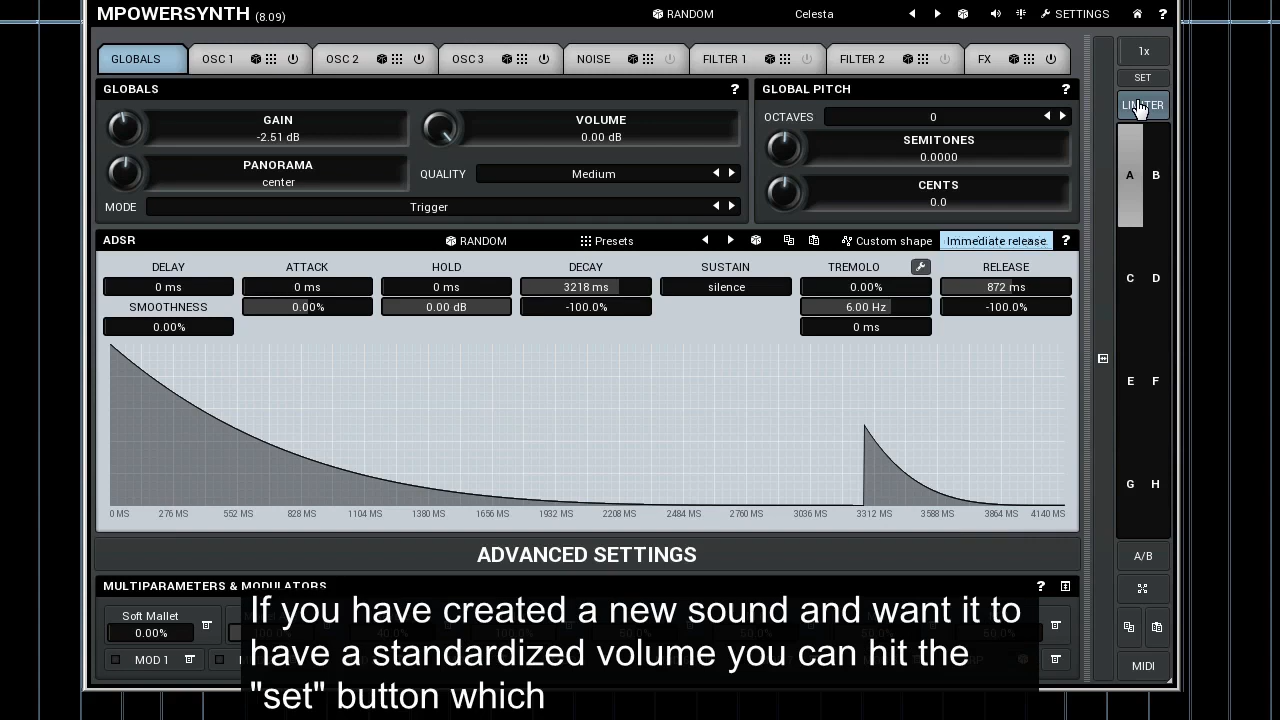 MPOWERSYNTH (8.09) RANDOM Celesta SETTINGS ?
GLOBALS OSC 1 OSC 2 OSC 3 NOISE FILTER 1 FILTER 2 FX 1x
SET
GLOBALS ? GLOBAL PITCH ? LIMITER
GAIN
-2.51 dB
VOLUME
0.00 dB
OCTAVES 0
SEMITONES
0.0000
PANORAMA
center
QUALITY Medium
CENTS
0.0
MODE Trigger
A B
ADSR RANDOM Presets Custom shape Immediate release ?
DELAY ATTACK HOLD DECAY SUSTAIN TREMOLO RELEASE
0 ms 0 ms 0 ms 3218 ms silence 0.00% 872 ms
SMOOTHNESS 0.00% 0.00 dB -100.0% 6.00 Hz -100.0%
0.00% 0 ms
C D
E F
G H
0 MS 276 MS 552 MS 828 MS 1104 MS 1380 MS 1656 MS 1932 MS 2208 MS 2484 MS 2760 MS 3036 MS 3312 MS 3588 MS 3864 MS 4140 MS
ADVANCED SETTINGS
A/B
MULTIPARAMETERS & MODULATORS ?
Soft Mallet
0.00%
MOD 1
MIDI
If you have created a new sound and want it to
have a standardized volume you can hit the
"set" button which